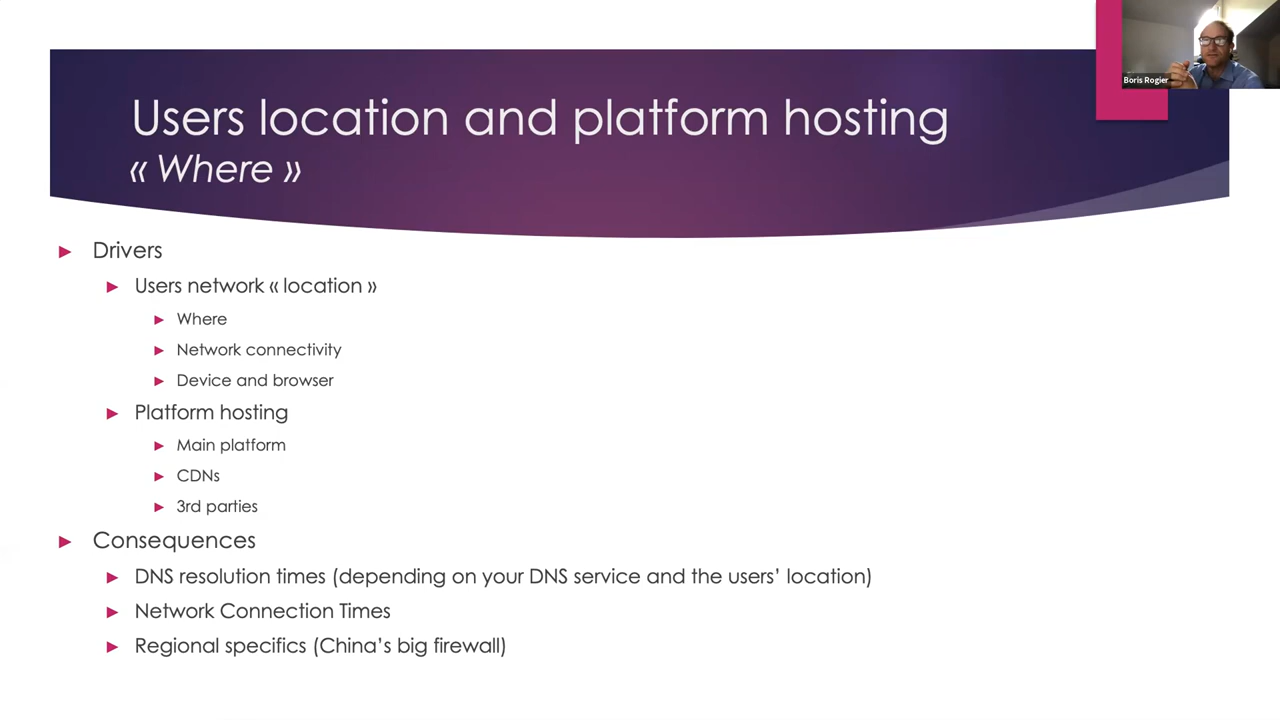 Boris Rogier
Users location and platform hosting
« Where »
Drivers
Users network « location »
Where
Network connectivity
Device and browser
Platform hosting
Main platform
CDNs
3rd parties
Consequences
DNS resolution times (depending on your DNS service and the users’ location)
Network Connection Times
Regional specifics (China’s big firewall)